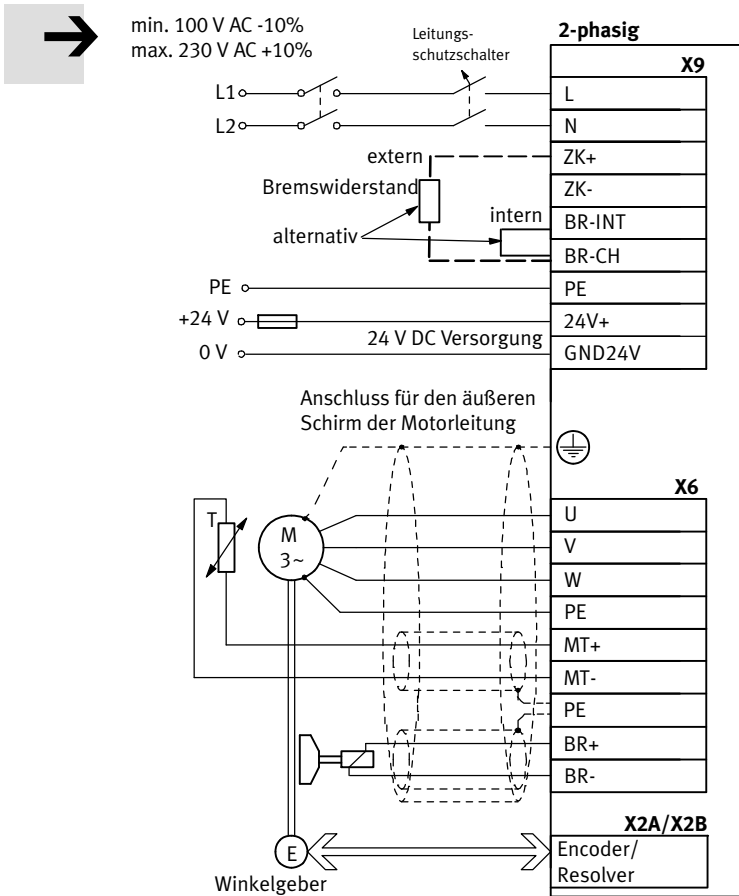 min. 100 V AC -10%
max. 230 V AC +10%
Leitungs-
schutzschalter
2-phasig
X9
L1
L
L2
N
extern
ZK+
Bremswiderstand
ZK-
intern
BR-INT
alternativ
BR-CH
PE
PE
+24 V
24V+
24 V DC Versorgung
0 V
GND24V
Anschluss für den äußeren
Schirm der Motorleitung
X6
T
M
3~
U
V
W
PE
MT+
MT-
PE
BR+
BR-
X2A/X2B
E
Encoder/
Resolver
Winkelgeber